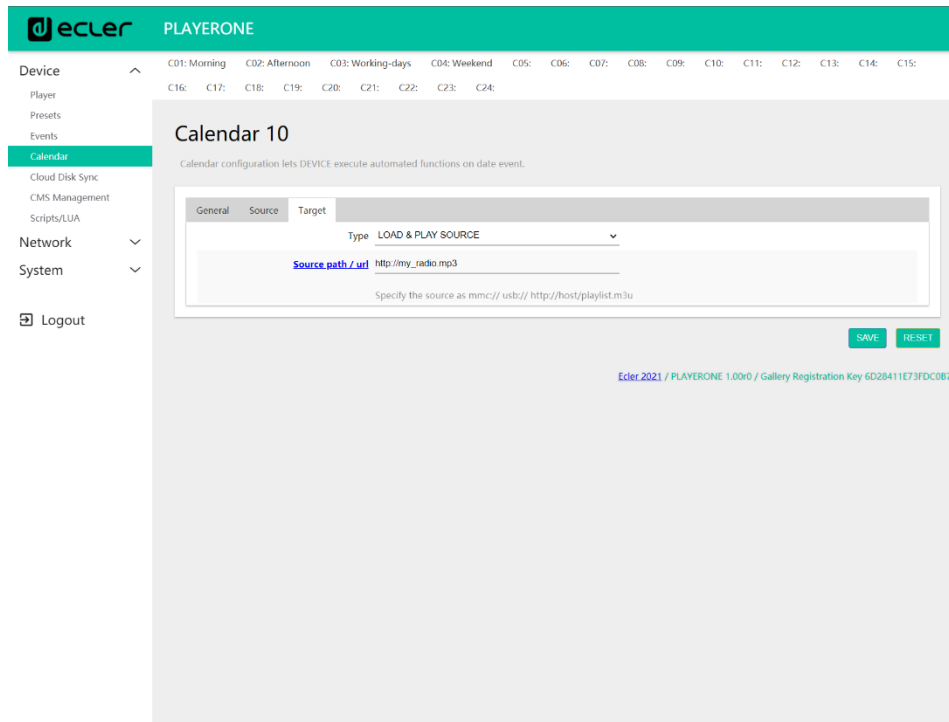 ecler
PLAYERONE
Device
Player
Presets
Events
Calendar
Cloud Disk Sync
CMS Management
Scripts/LUA
Network
System
Logout
C01: Morning C02: Afternoon C03: Working-days C04: Weekend C05: C06: C07: C08: C09: C10: C11: C12: C13: C14: C15:
C16: C17: C18: C19: C20: C21: C22: C23: C24:
Calendar 10
Calendar configuration lets DEVICE execute automated functions on date event.
General Source Target
Type LOAD & PLAY SOURCE
Source path / url http://my_radio.mp3
Specify the source as mmc:// usb:// http://host/playlist.m3u
SAVE RESET
Ecler 2021 / PLAYERONE 1.00r0 / Gallery Registration Key 6D28411E73FDC0B7